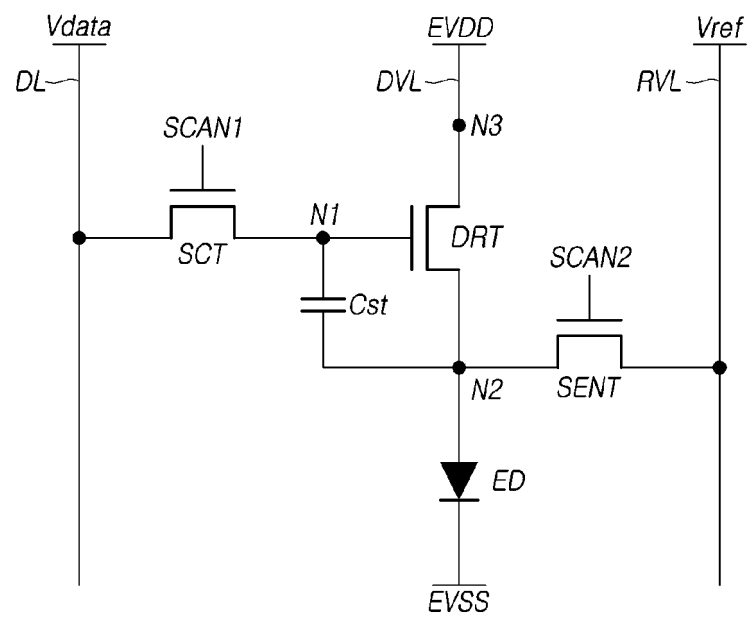 Vdata
EVDD
Vref
DL
DVL
RVL
SCAN1
N3
N1
DRT
SCT
SCAN2
Cst
N2
SENT
ED
EVSS